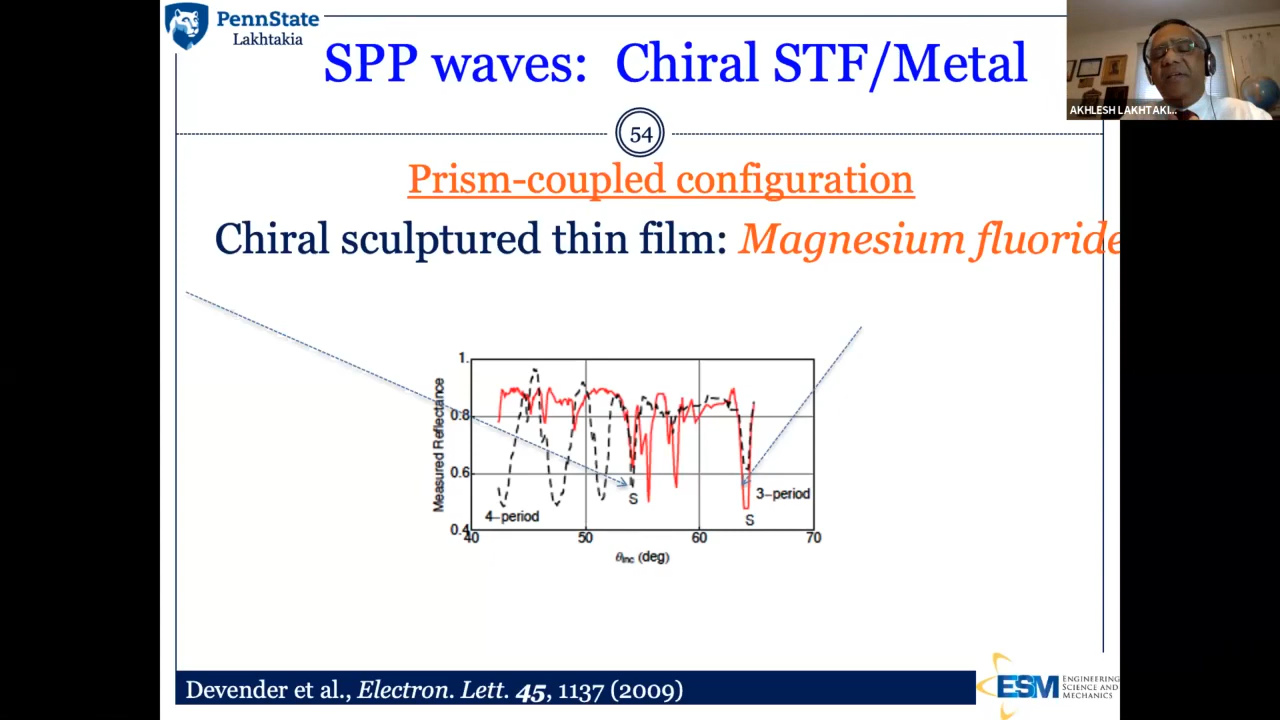 PennState
Lakhtakia
SPP waves: Chiral STF/Metal
AKHLESH LAKHTAKI...
54
Prism-coupled configuration
Chiral sculptured thin film: Magnesium fluoride
1.
0.8
0.6
0.4
Measured Reflectance
4-period
S
3-period
S
40 50 60 70
θinc (deg)
Devender et al., Electron. Lett. 45, 1137 (2009)
ESM ENGINEERING
SCIENCE AND
MECHANICS